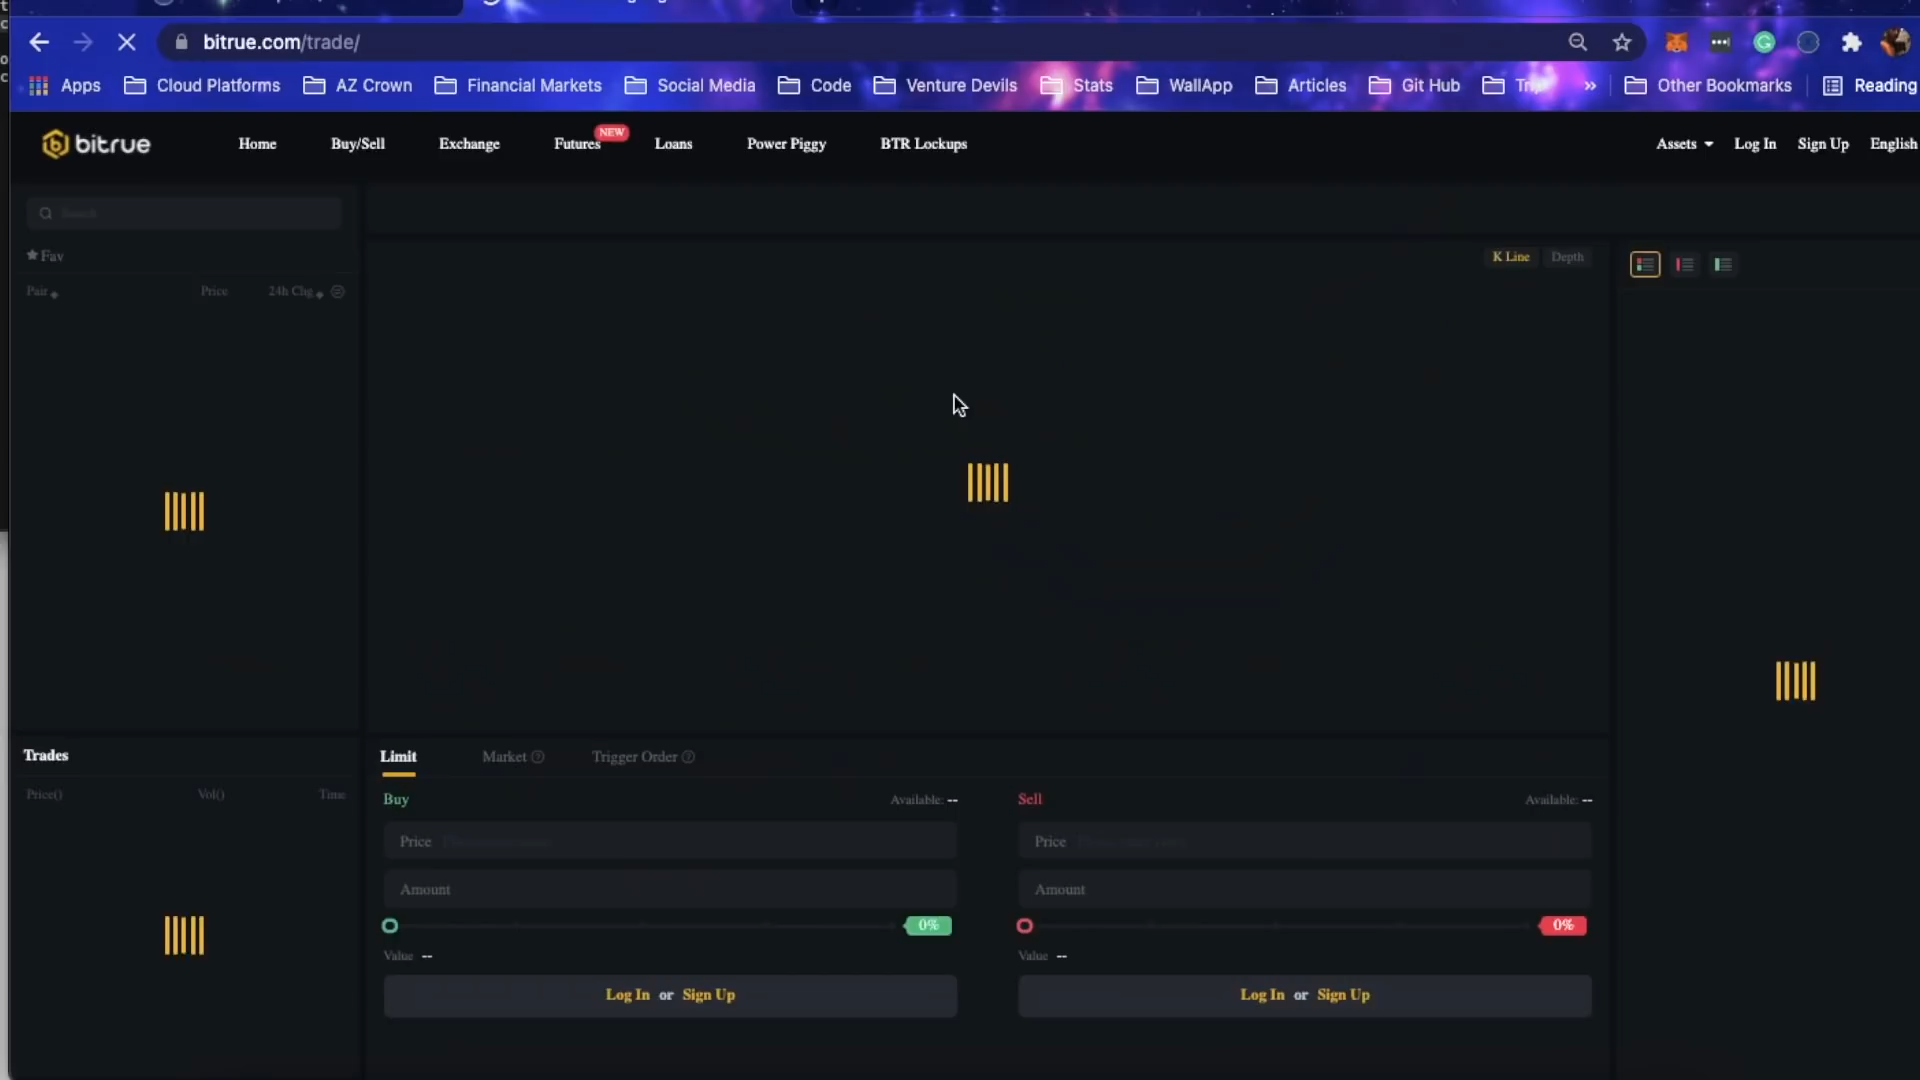 bitrue.com/trade/
Apps Cloud Platforms AZ Crown Financial Markets Social Media Code Venture Devils Stats WallApp Articles Git Hub » Other Bookmarks Reading
bitrue Home Buy/Sell Exchange Futures NEW Loans Power Piggy BTR Lockups Assets Log In Sign Up English
Search
Fav
K Line Depth
Pair Price 24h Chg
Trades
Limit Market Trigger Order
Price() Vol() Time
Buy Available: -- Sell Available: --
Price Price
Amount Amount
0% 0%
Value -- Value --
Log In or Sign Up Log In or Sign Up